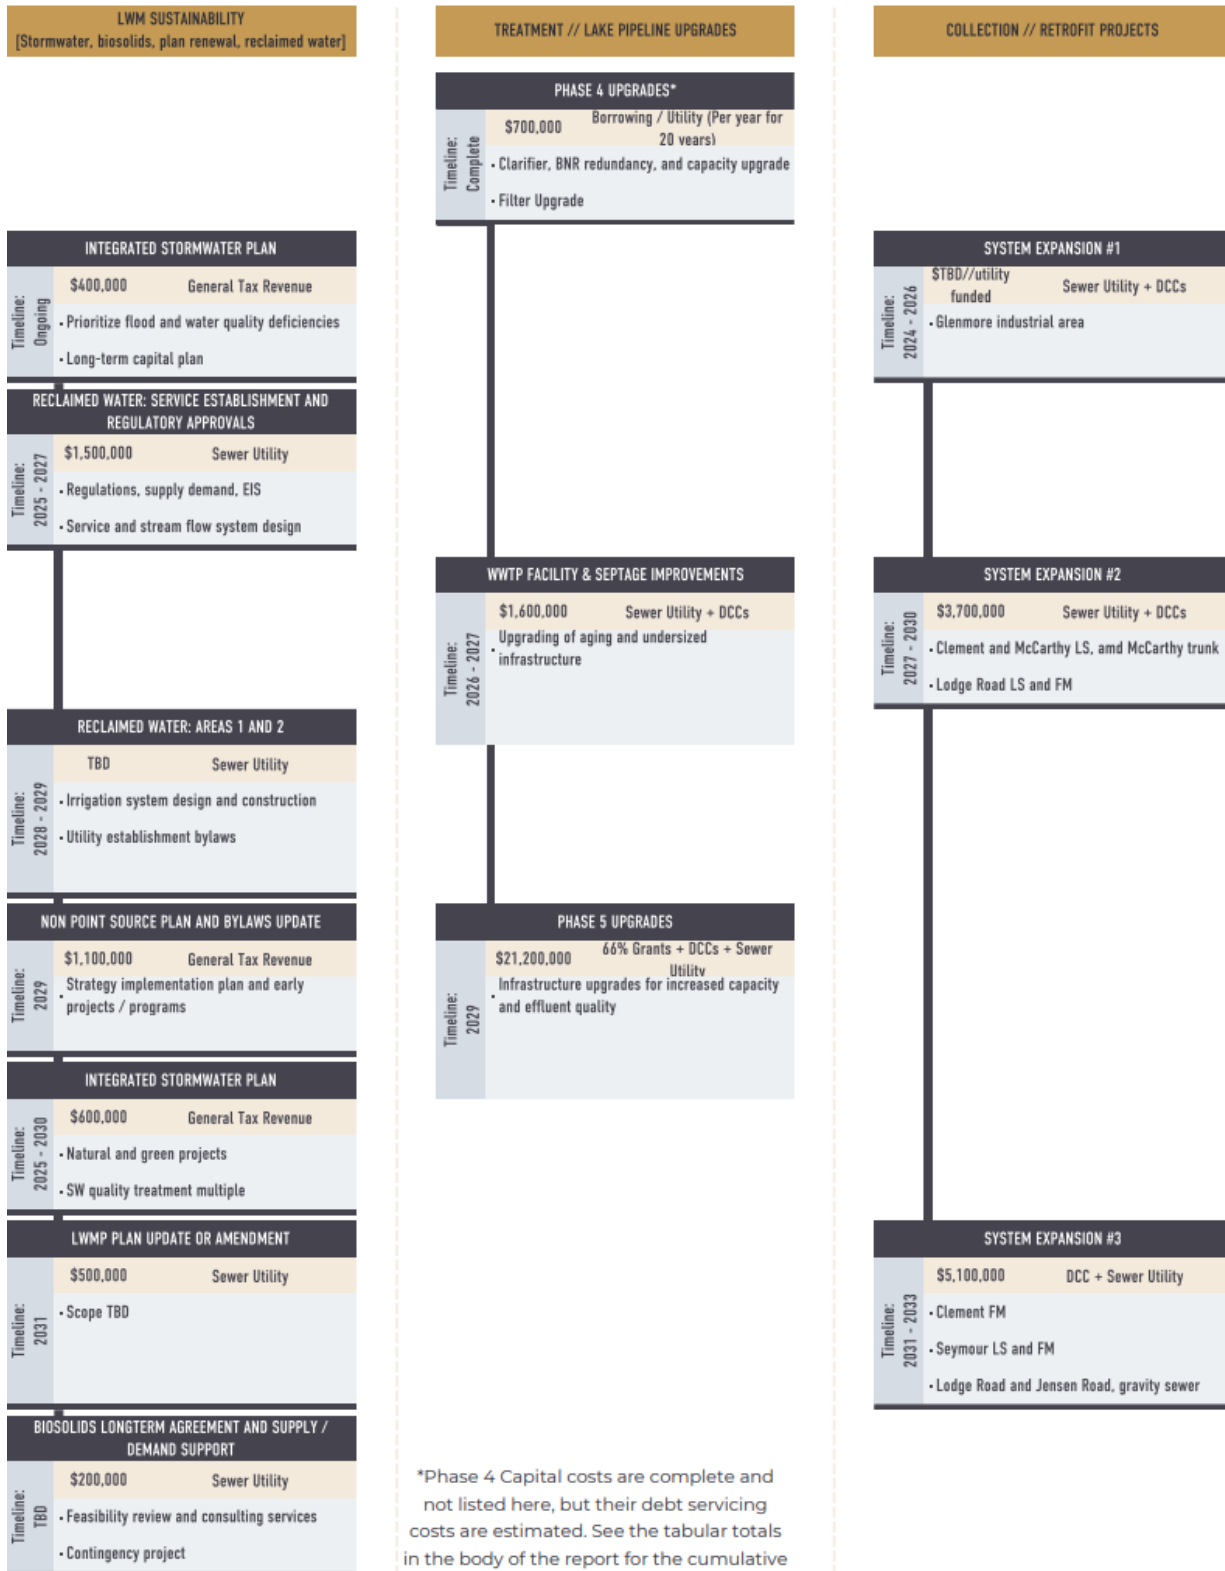 LWM SUSTAINABILITY
[Stormwater, biosolids, plan renewal, reclaimed water]
INTEGRATED STORMWATER PLAN
Timeline:
Ongoing
$400,000 General Tax Revenue
• Prioritize flood and water quality deficiencies
• Long-term capital plan
RECLAIMED WATER: SERVICE ESTABLISHMENT AND
REGULATORY APPROVALS
Timeline:
2025 - 2027
$1,500,000 Sewer Utility
• Regulations, supply demand, EIS
• Service and stream flow system design
RECLAIMED WATER: AREAS 1 AND 2
Timeline:
2028 - 2029
TBD Sewer Utility
• Irrigation system design and construction
• Utility establishment bylaws
NON POINT SOURCE PLAN AND BYLAWS UPDATE
Timeline:
2029
$1,100,000 General Tax Revenue
• Strategy implementation plan and early
projects / programs
INTEGRATED STORMWATER PLAN
Timeline:
2025 - 2030
$600,000 General Tax Revenue
• Natural and green projects
• SW quality treatment multiple
LWMP PLAN UPDATE OR AMENDMENT
Timeline:
2031
$500,000 Sewer Utility
• Scope TBD
BIOSOLIDS LONGTERM AGREEMENT AND SUPPLY /
DEMAND SUPPORT
Timeline:
TBD
$200,000 Sewer Utility
• Feasibility review and consulting services
• Contingency project
TREATMENT // LAKE PIPELINE UPGRADES
PHASE 4 UPGRADES*
Timeline:
Complete
$700,000 Borrowing / Utility (Per year for
20 years)
• Clarifier, BNR redundancy, and capacity upgrade
• Filter Upgrade
WWTP FACILITY & SEPTAGE IMPROVEMENTS
Timeline:
2026 - 2027
$1,600,000 Sewer Utility + DCCs
• Upgrading of aging and undersized
infrastructure
PHASE 5 UPGRADES
Timeline:
2029
$21,200,000 66% Grants + DCCs + Sewer
Utility
• Infrastructure upgrades for increased capacity
and effluent quality
*Phase 4 Capital costs are complete and
not listed here, but their debt servicing
costs are estimated. See the tabular totals
in the body of the report for the cumulative
COLLECTION // RETROFIT PROJECTS
SYSTEM EXPANSION #1
Timeline:
2024 - 2026
$TBD//utility
funded
Sewer Utility + DCCs
• Glenmore industrial area
SYSTEM EXPANSION #2
Timeline:
2027 - 2030
$3,700,000 Sewer Utility + DCCs
• Clement and McCarthy LS, amd McCarthy trunk
• Lodge Road LS and FM
SYSTEM EXPANSION #3
Timeline:
2031 - 2033
$5,100,000 DCC + Sewer Utility
• Clement FM
• Seymour LS and FM
• Lodge Road and Jensen Road, gravity sewer